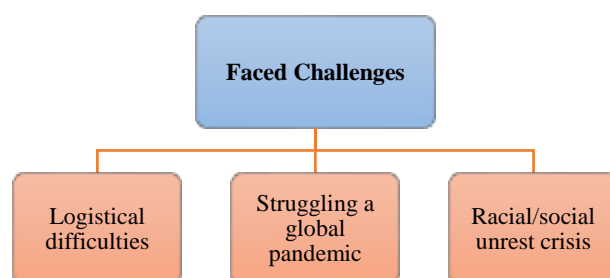 Faced Challenges
Logistical
difficulties
Struggling a
global
pandemic
Racial/social
unrest crisis